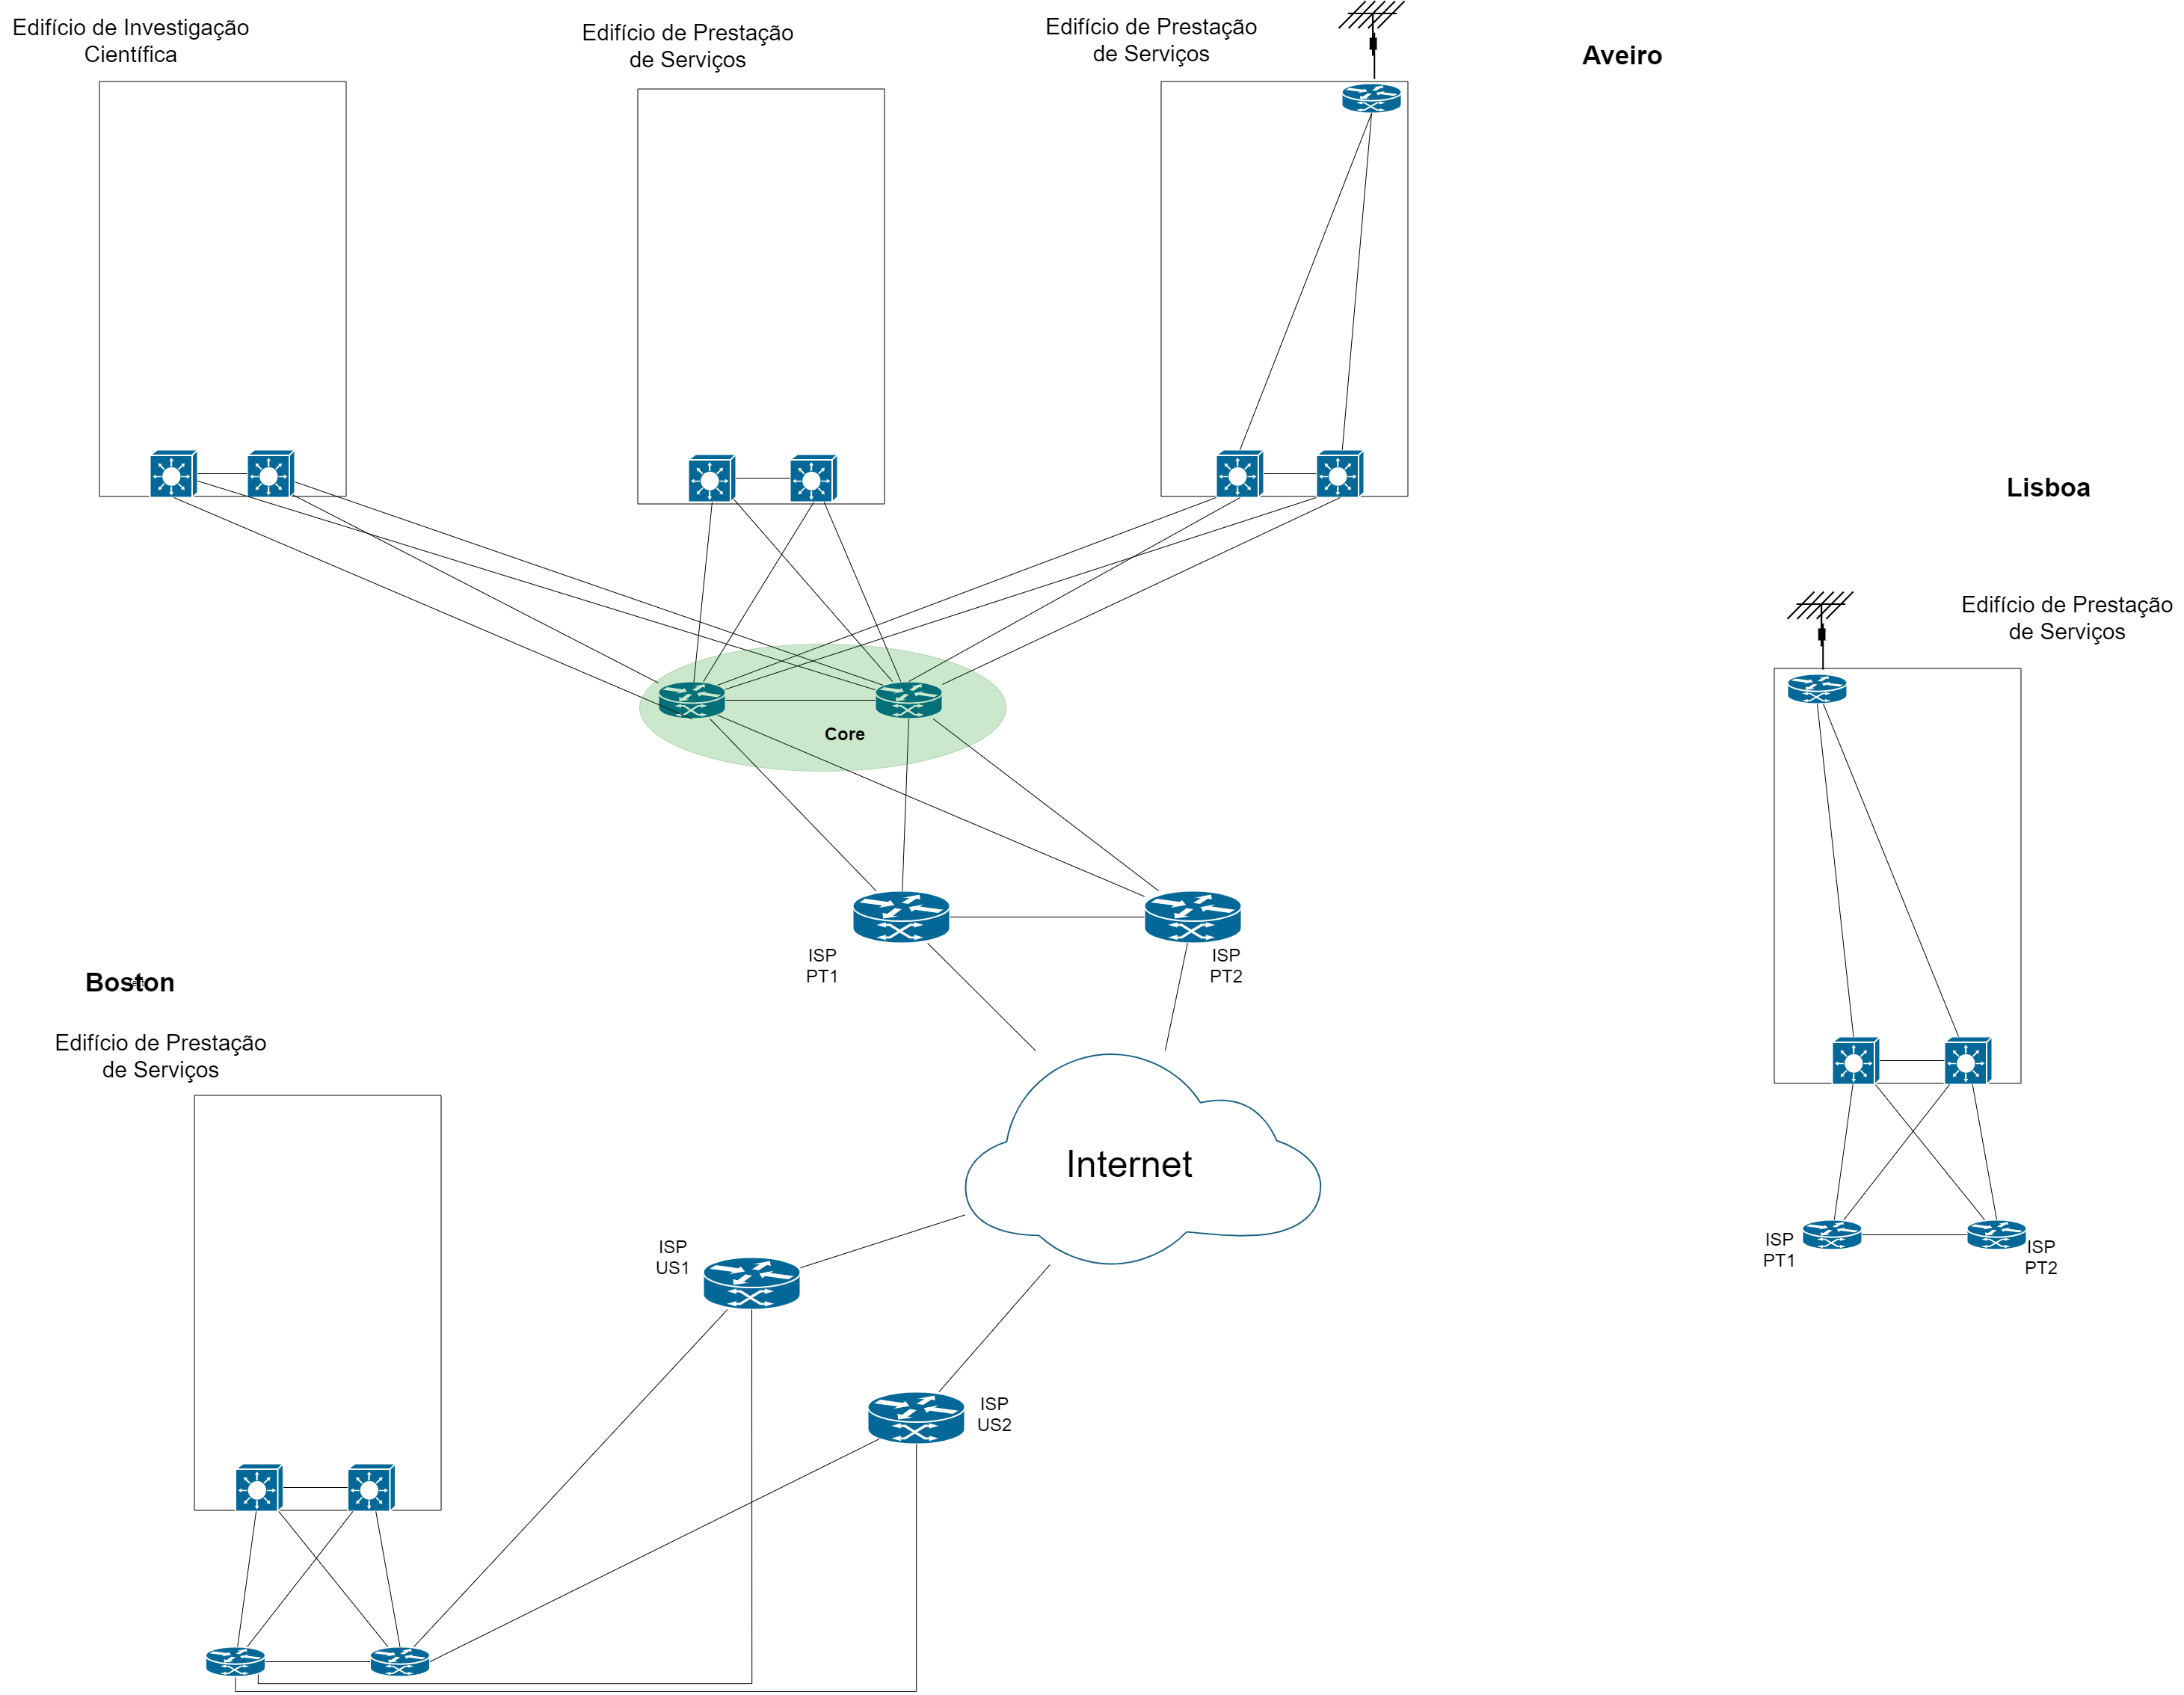 Edifício de Investigação
Científica
Edifício de Prestação
de Serviços
Edifício de Prestação
de Serviços
Aveiro
Lisboa
Edifício de Prestação
de Serviços
Core
ISP
PT1
ISP
PT2
Boston
Edifício de Prestação
de Serviços
Internet
ISP
US1
ISP
PT1
ISP
PT2
ISP
US2